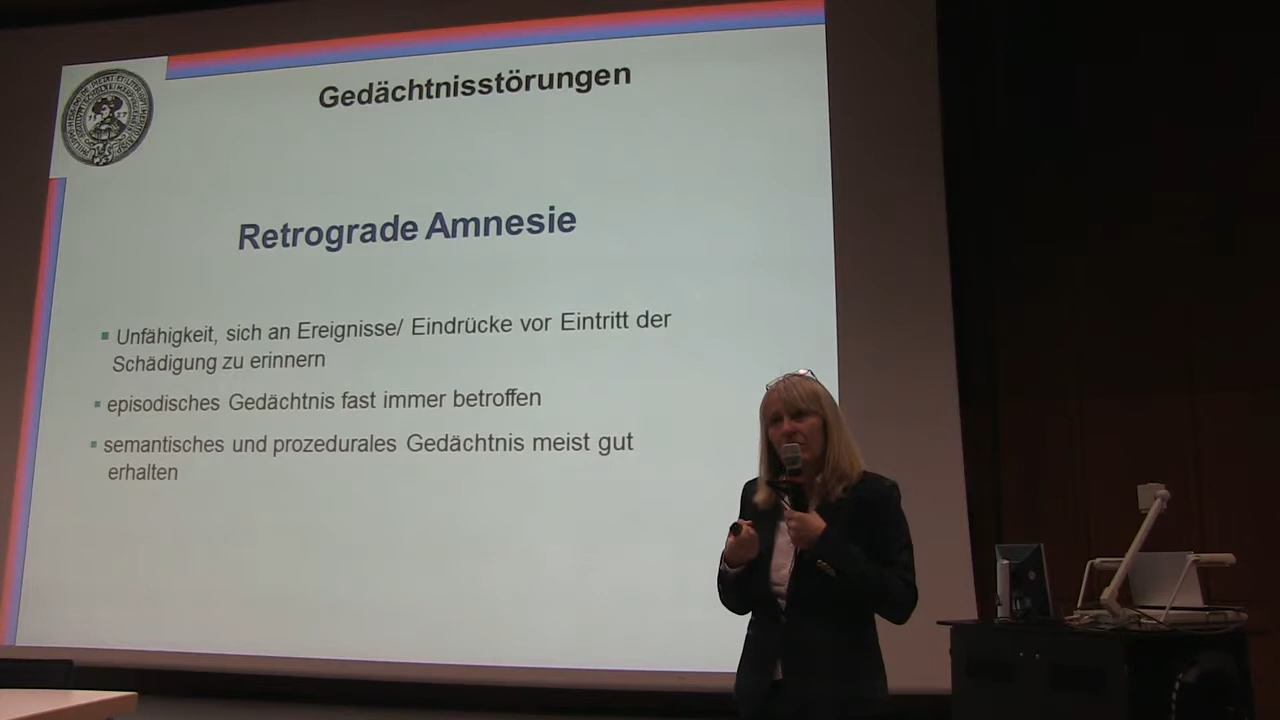 Gedächtnisstörungen
Retrograde Amnesie
Unfähigkeit, sich an Ereignisse/ Eindrücke vor Eintritt der
Schädigung zu erinnern
episodisches Gedächtnis fast immer betroffen
semantisches und prozedurales Gedächtnis meist gut
erhalten